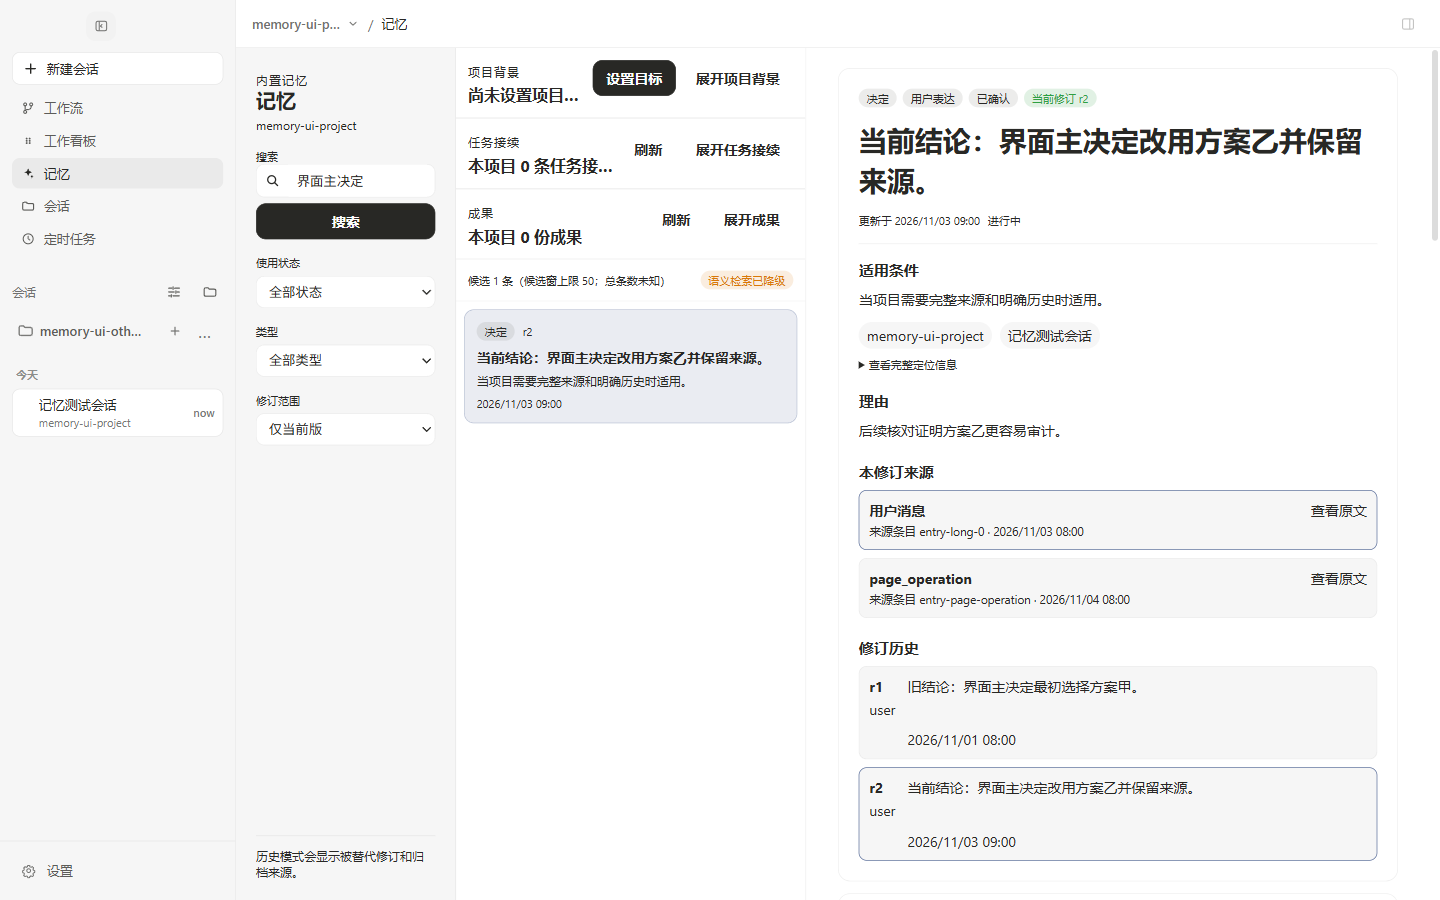 memory-ui-p... / 记忆
新建会话
工作流
工作看板
记忆
会话
定时任务
会话
memory-ui-oth...
今天
记忆测试会话
memory-ui-project
now
设置
内置记忆
记忆
memory-ui-project
搜索
界面主决定
搜索
使用状态
全部状态
类型
全部类型
修订范围
仅当前版
历史模式会显示被替代修订和归
档来源。
项目背景
尚未设置项目...
设置目标
展开项目背景
任务接续
本项目 0 条任务接...
刷新
展开任务接续
成果
本项目 0 份成果
刷新
展开成果
候选 1 条（候选窗上限 50；总条数未知）
语义检索已降级
决定 r2
当前结论：界面主决定改用方案乙并保留来源。
当项目需要完整来源和明确历史时适用。
2026/11/03 09:00
决定 用户表达 已确认 当前修订 r2
当前结论：界面主决定改用方案乙并保留
来源。
更新于 2026/11/03 09:00 进行中
适用条件
当项目需要完整来源和明确历史时适用。
memory-ui-project 记忆测试会话
查看完整定位信息
理由
后续核对证明方案乙更容易审计。
本修订来源
用户消息
查看原文
来源条目 entry-long-0 · 2026/11/03 08:00
page_operation
查看原文
来源条目 entry-page-operation · 2026/11/04 08:00
修订历史
r1 旧结论：界面主决定最初选择方案甲。
user
2026/11/01 08:00
r2 当前结论：界面主决定改用方案乙并保留来源。
user
2026/11/03 09:00